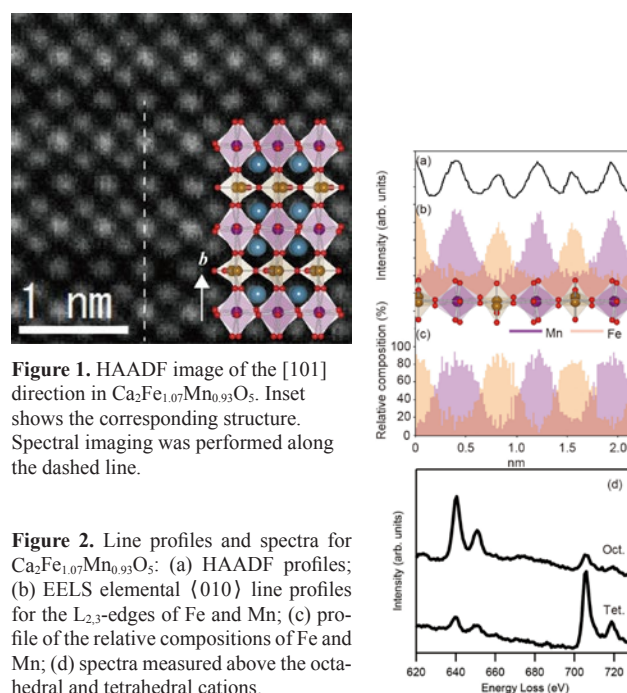 1 nm
b
Figure 1. HAADF image of the [101]
direction in Ca₂Fe₁.₀₇Mn₀.₉₃O₅. Inset
shows the corresponding structure.
Spectral imaging was performed along
the dashed line.
Figure 2. Line profiles and spectra for
Ca₂Fe₁.₀₇Mn₀.₉₃O₅: (a) HAADF profiles;
(b) EELS elemental ⟨010⟩ line profiles
for the L₂,₃-edges of Fe and Mn; (c) pro-
file of the relative compositions of Fe and
Mn; (d) spectra measured above the octa-
hedral and tetrahedral cations.
(a)
(b)
Intensity (arb. units)
Mn Fe
(c)
Relative composition (%)
100
80
60
40
20
0
0 0.5 1.0 1.5 2.0
nm
(d)
Oct.
Tet.
Intensity (arb. units)
620 640 660 680 700 720
Energy Loss (eV)